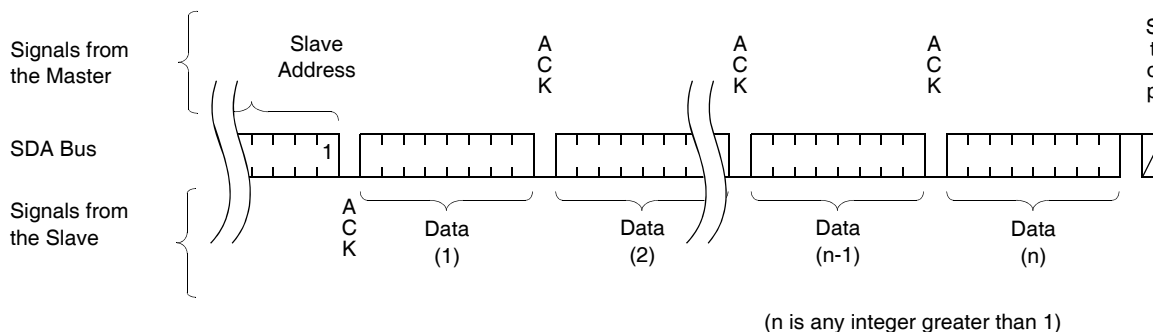 Signals from
the Master
Slave
Address
A
C
K
A
C
K
A
C
K
SDA Bus
1
Signals from
the Slave
A
C
K
Data
(1)
Data
(2)
Data
(n-1)
Data
(n)
(n is any integer greater than 1)